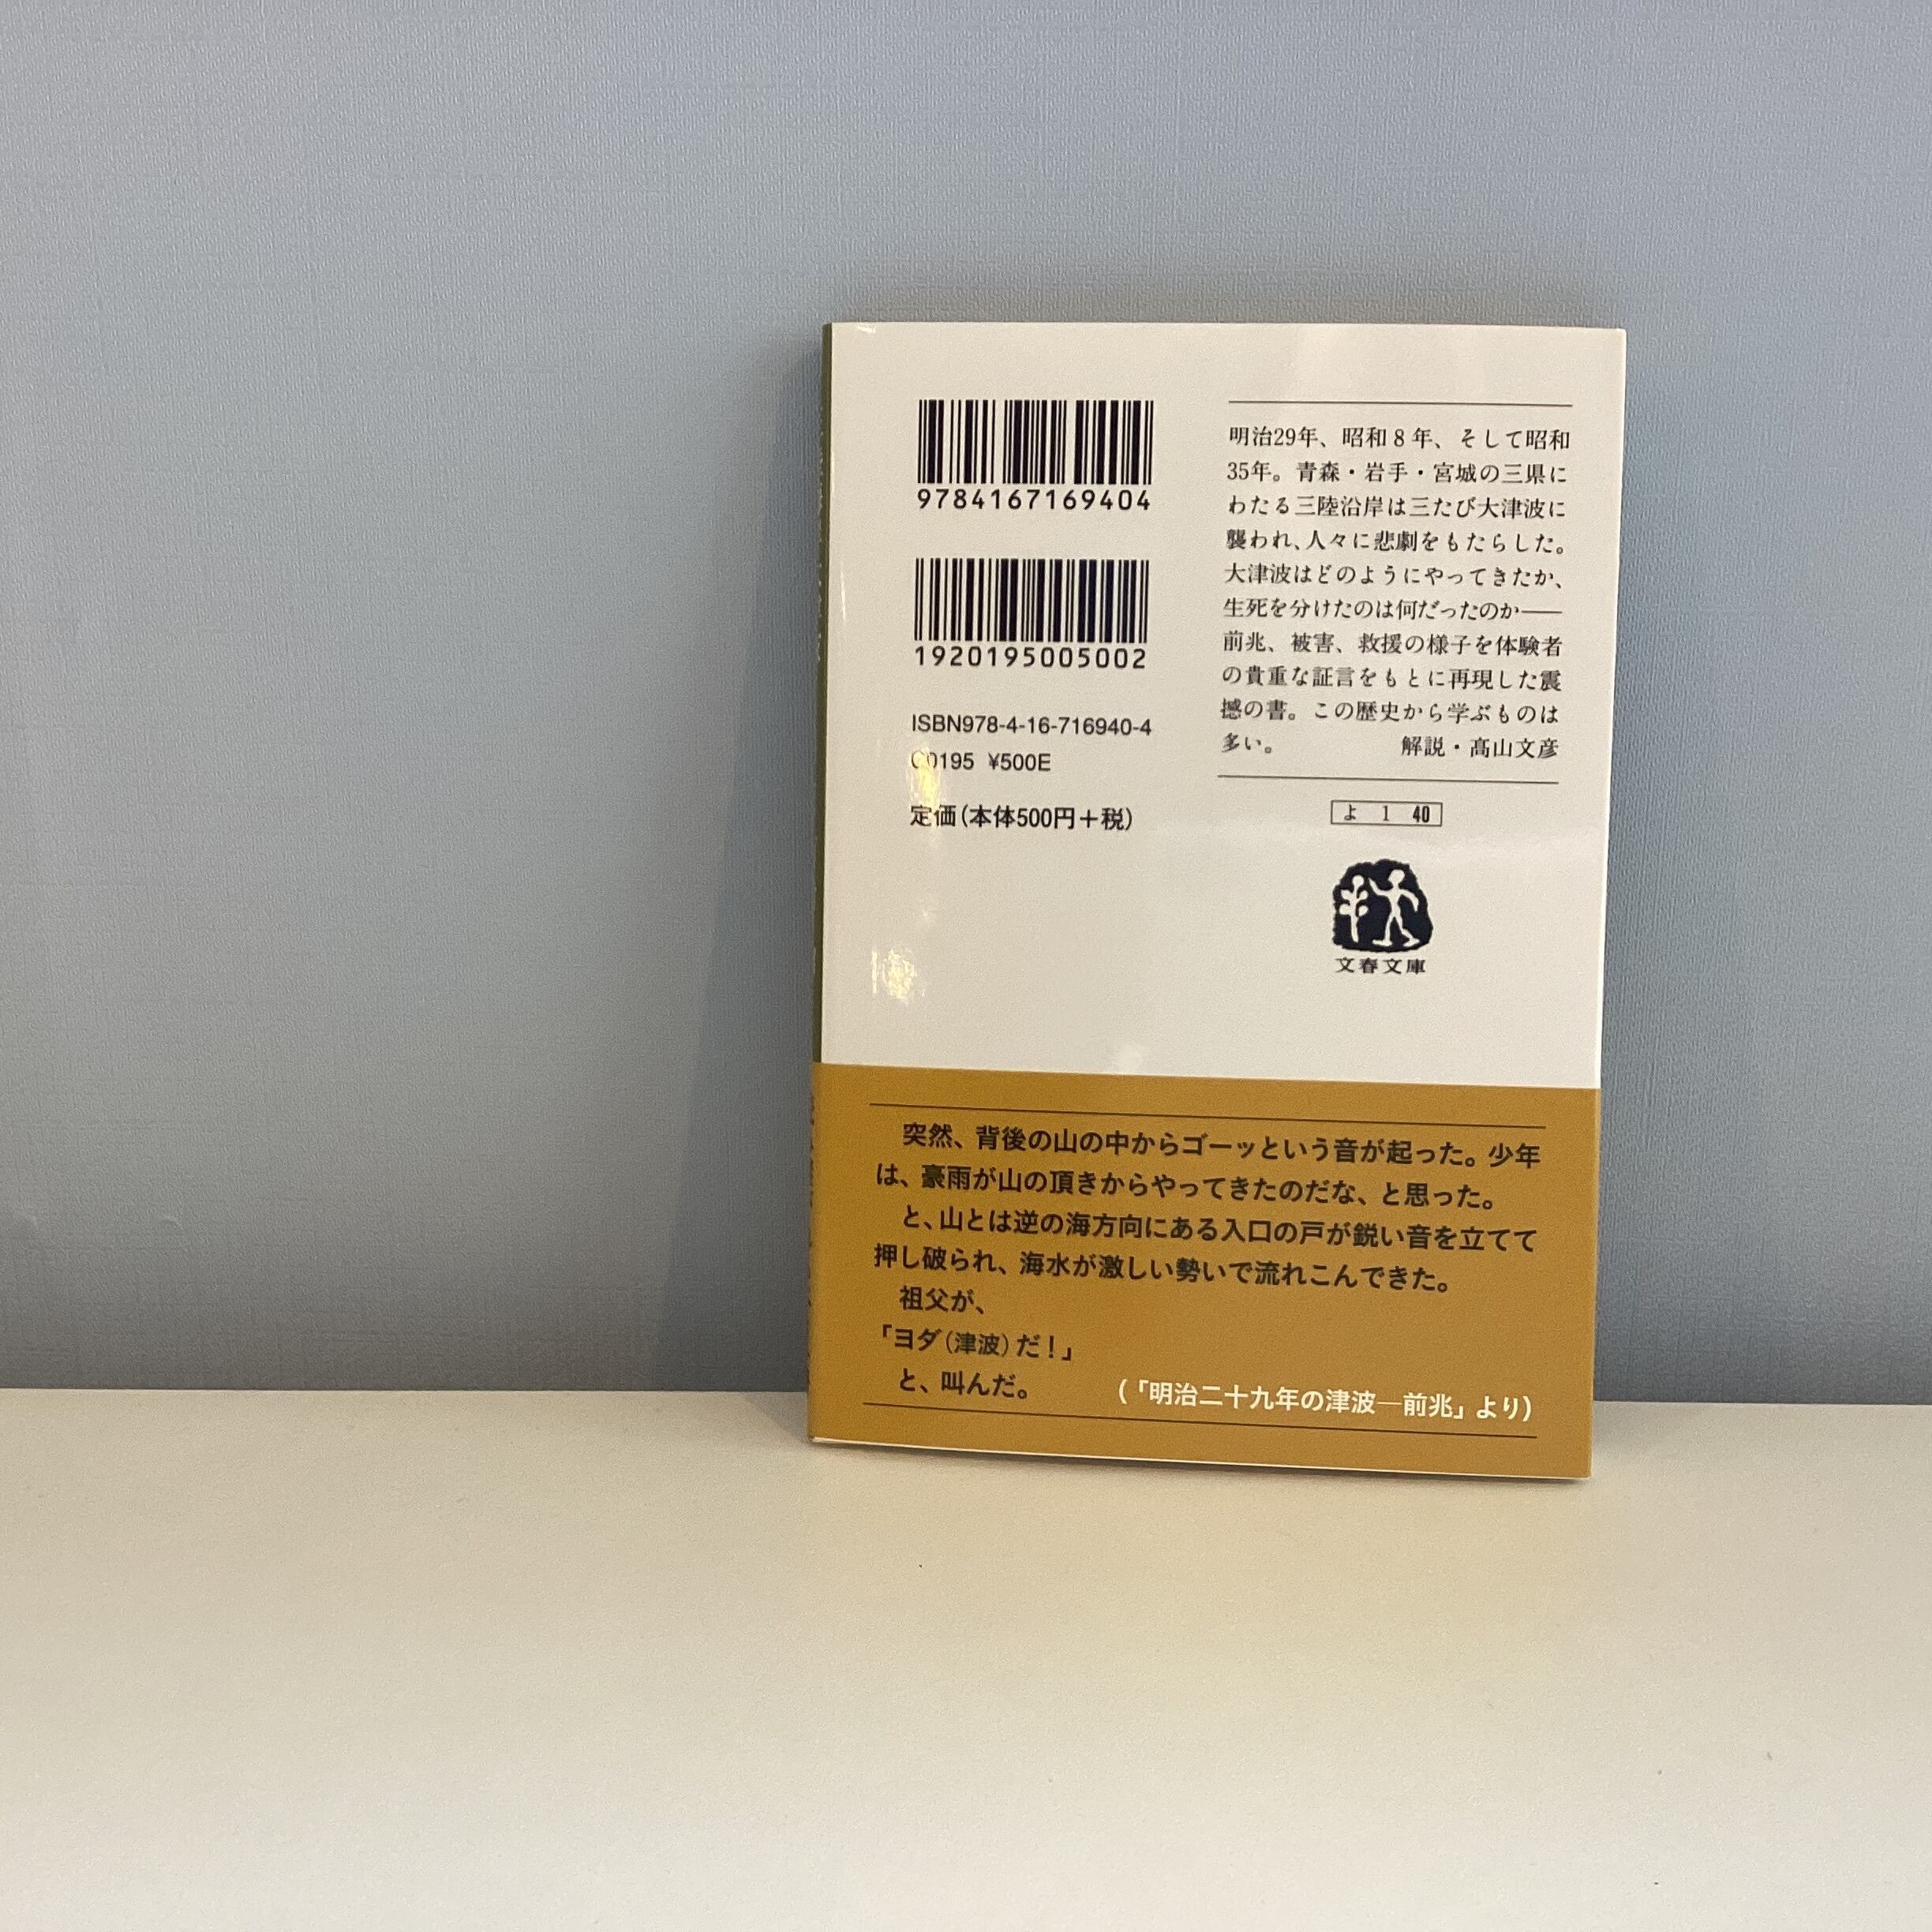 9784167169404
1920195005002
ISBN978-4-16-716940-4
C0195 ¥500E
定価(本体500円＋税)
明治29年、昭和8年、そして昭和
35年。青森・岩手・宮城の三県に
わたる三陸沿岸は三たび大津波に
襲われ、人々に悲劇をもたらした。
大津波はどのようにやってきたか、
生死を分けたのは何だったのか――
前兆、被害、救援の様子を体験者
の貴重な証言をもとに再現した震
撼の書。この歴史から学ぶものは
多い。 解説・髙山文彦
よ 1 40
文春文庫
突然、背後の山の中からゴーッという音が起った。少年
は、豪雨が山の頂きからやってきたのだな、と思った。
と、山とは逆の海方向にある入口の戸が鋭い音を立てて
押し破られ、海水が激しい勢いで流れこんできた。
祖父が、
「ヨダ(津波)だ！」
と、叫んだ。
(「明治二十九年の津波―前兆」より)